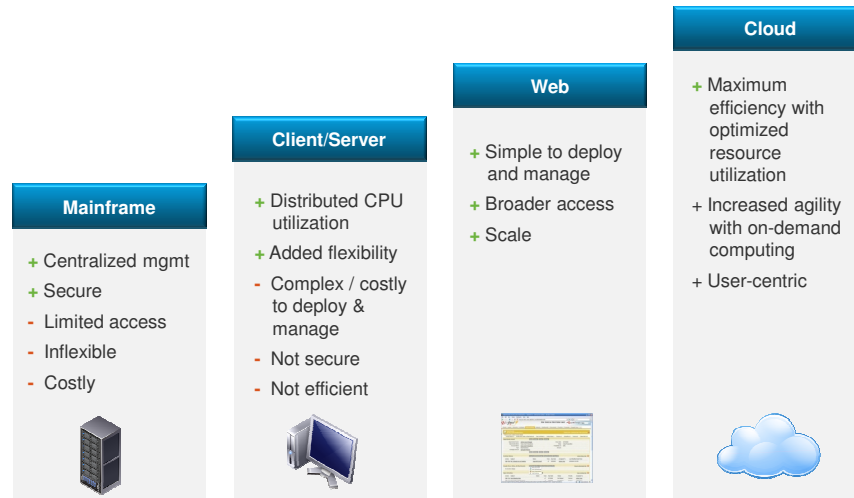 Mainframe
+ Centralized mgmt
+ Secure
- Limited access
- Inflexible
- Costly
Client/Server
+ Distributed CPU
utilization
+ Added flexibility
- Complex / costly
to deploy &
manage
- Not secure
- Not efficient
Web
+ Simple to deploy
and manage
+ Broader access
+ Scale
Cloud
+ Maximum
efficiency with
optimized
resource
utilization
+ Increased agility
with on-demand
computing
+ User-centric